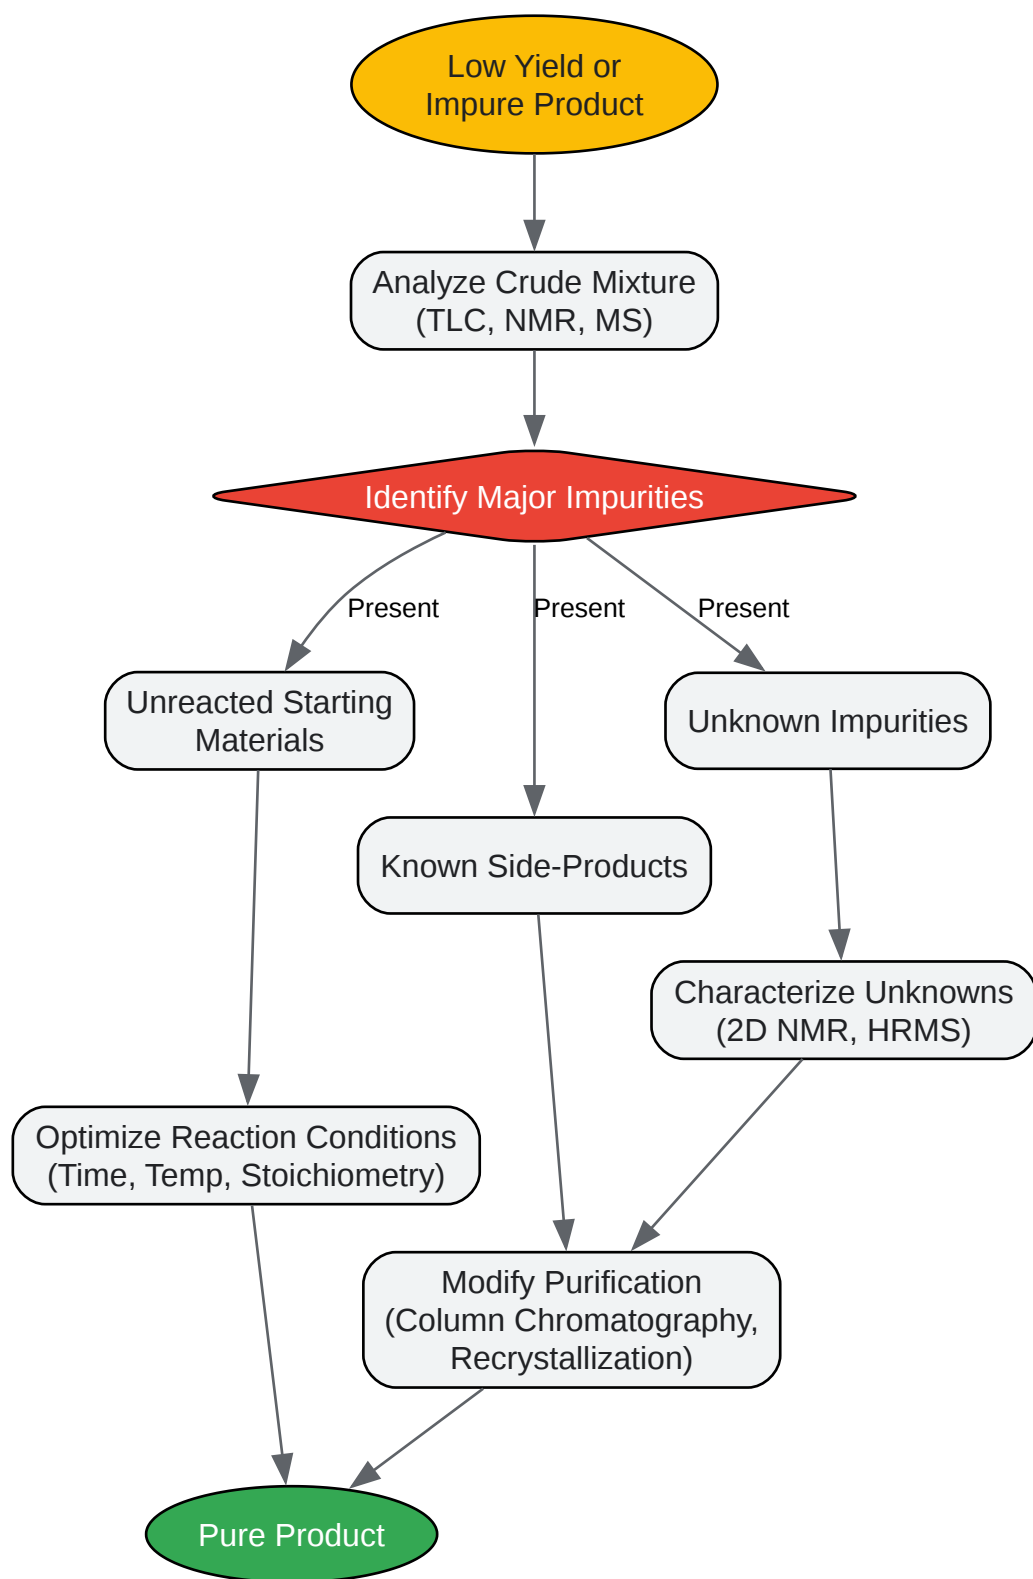 Low Yield or
Impure Product
Analyze Crude Mixture
(TLC, NMR, MS)
Identify Major Impurities
Present
Present
Present
Unreacted Starting
Materials
Unknown Impurities
Known Side-Products
Characterize Unknowns
(2D NMR, HRMS)
Optimize Reaction Conditions
(Time, Temp, Stoichiometry)
Modify Purification
(Column Chromatography,
Recrystallization)
Pure Product